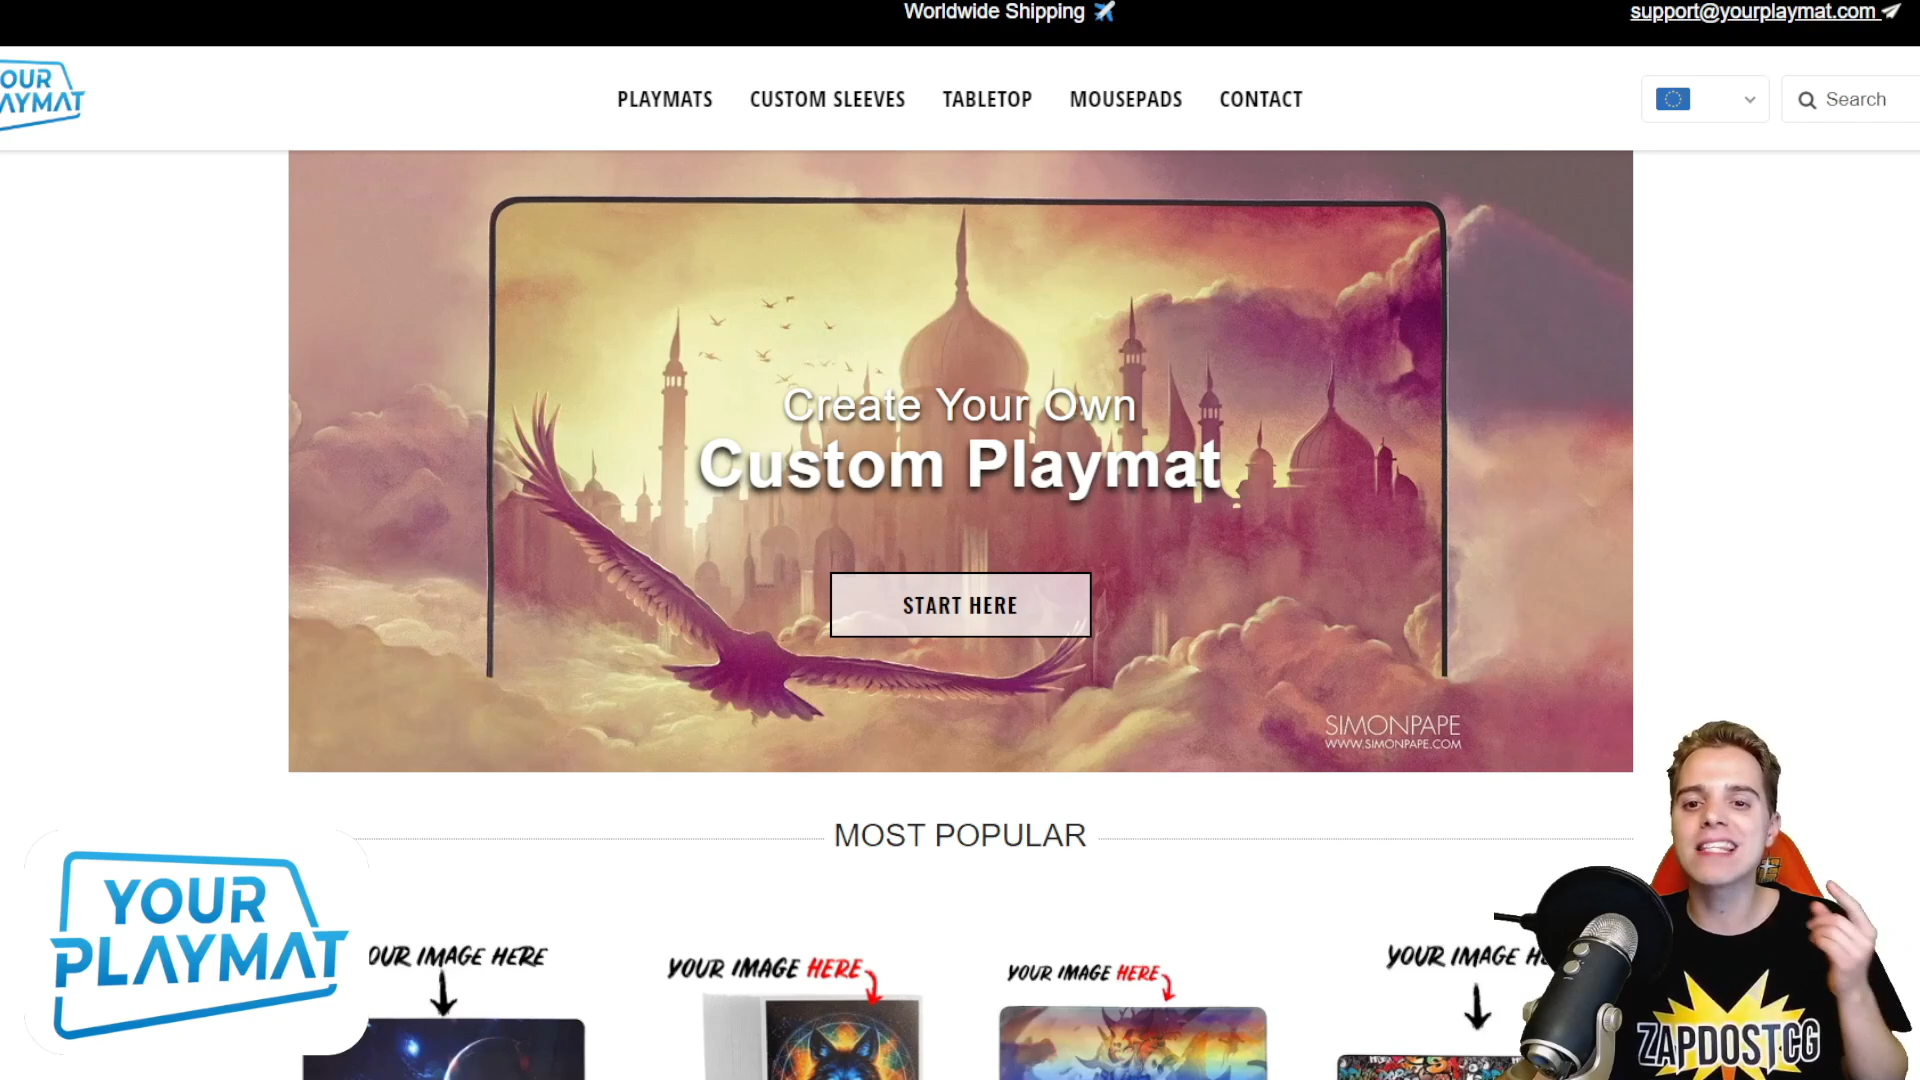 Worldwide Shipping
support@yourplaymat.com
OUR
AYMAT
PLAYMATS
CUSTOM SLEEVES
TABLETOP
MOUSEPADS
CONTACT
Search
Create Your Own
Custom Playmat
START HERE
SIMONPAPE
WWW.SIMONPAPE.COM
MOST POPULAR
YOUR
PLAYMAT
OUR IMAGE HERE
YOUR IMAGE HERE
YOUR IMAGE HERE
YOUR IMAGE H
ZAPDOSTCG